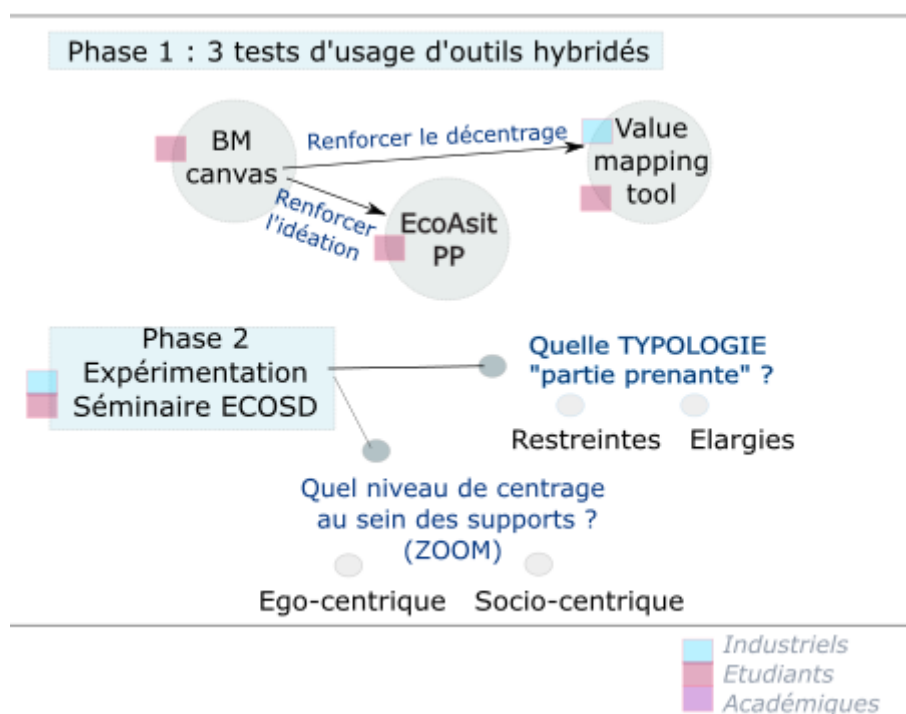 Phase 1 : 3 tests d'usage d'outils hybridés
BM
canvas
Renforcer le décentrage
Value
mapping
tool
Renforcer
l'idéation
EcoAsit
PP
Phase 2
Expérimentation
Séminaire ECOSD
Quelle TYPOLOGIE
"partie prenante" ?
Restreintes
Elargies
Quel niveau de centrage
au sein des supports ?
(ZOOM)
Ego-centrique
Socio-centrique
Industriels
Etudiants
Académiques